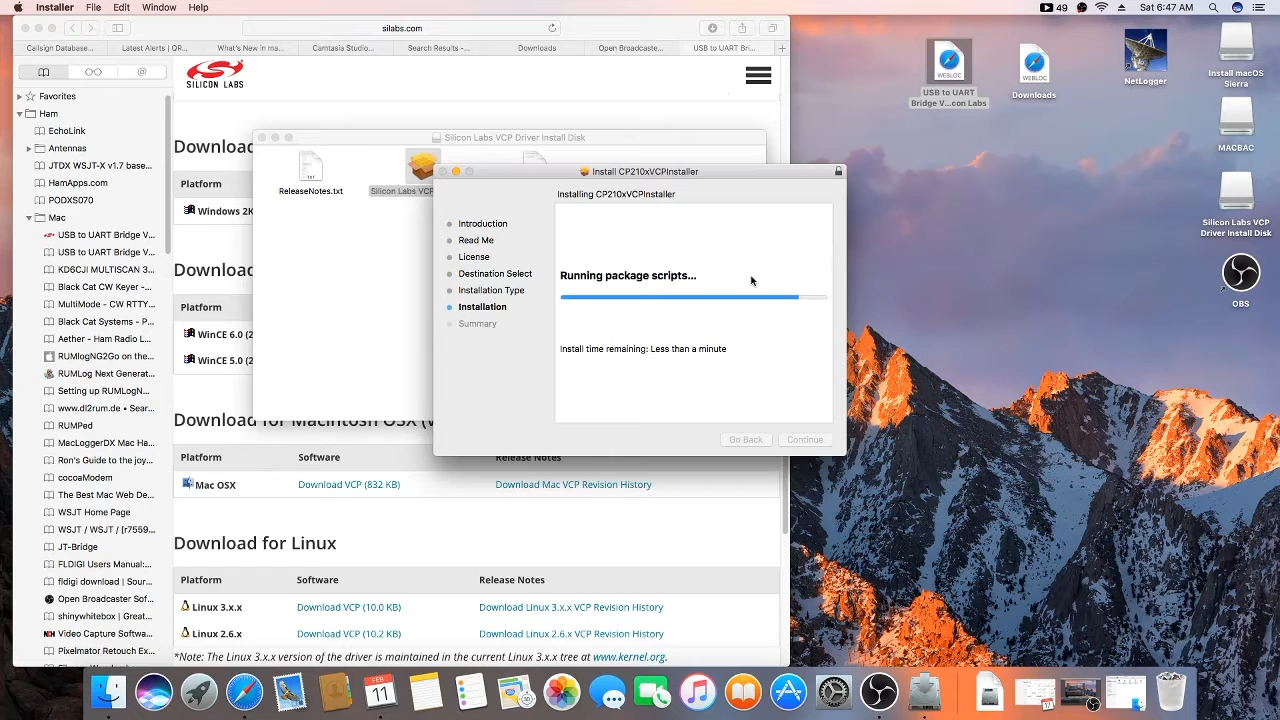 Installer File Edit Window Help
49 Sat 6:47 AM
silabs.com
Callsign Database...
Latest Alerts | QR...
What's New in ma...
Camtasia Studio...
Search Results -...
Downloads
Open Broadcaste...
USB to UART Bri...
@
Favorites
Ham
EchoLink
Antennas
JTDX WSJT-X v1.7 base...
HamApps.com
PODXS070
Mac
USB to UART Bridge V...
USB to UART Bridge V...
KD6CJI MULTISCAN 3...
Black Cat CW Keyer -...
MultiMode - CW RTTY...
Black Cat Systems - P...
Aether - Ham Radio L...
RUMlogNG2Go on the...
RUMLog Next Generat...
Setting up RUMLogN...
www.dl2rum.de • Sear...
RUMPed
MacLoggerDX Mac Ha...
Ron's Guide to the joy...
cocoaModem
The Best Mac Web De...
WSJT Home Page
WSJT / WSJT / [r7559...
JT-Bridge
FLDIGI Users Manual:...
fldigi download | Sour...
Open Broadcaster Sof...
shinywhitebox | Great...
Video Capture Softwa...
Pixelmator Retouch Ex...
SILICON LABS
Download
Platform
Windows 2K
Download
Platform
WinCE 6.0 (2
WinCE 5.0 (2
Download for Macintosh OSX (v
Platform Software Release Notes
Mac OSX Download VCP (832 KB) Download Mac VCP Revision History
Download for Linux
Platform Software Release Notes
Linux 3.x.x Download VCP (10.0 KB) Download Linux 3.x.x VCP Revision History
Linux 2.6.x Download VCP (10.2 KB) Download Linux 2.6.x VCP Revision History
*Note: The Linux 3.x.x version of the driver is maintained in the current Linux 3.x.x tree at www.kernel.org.
Silicon Labs VCP Driver Install Disk
TXT
ReleaseNotes.txt
Silicon Labs VCP
Install CP210xVCPInstaller
Installing CP210xVCPInstaller
Introduction
Read Me
License
Destination Select
Installation Type
Installation
Summary
Running package scripts...
Install time remaining: Less than a minute
Go Back
Continue
WEBLOC
USB to UART
Bridge V...con Labs
WEBLOC
Downloads
NetLogger
Install macOS
Sierra
MACBAC
Silicon Labs VCP
Driver Install Disk
OBS
FEB
11